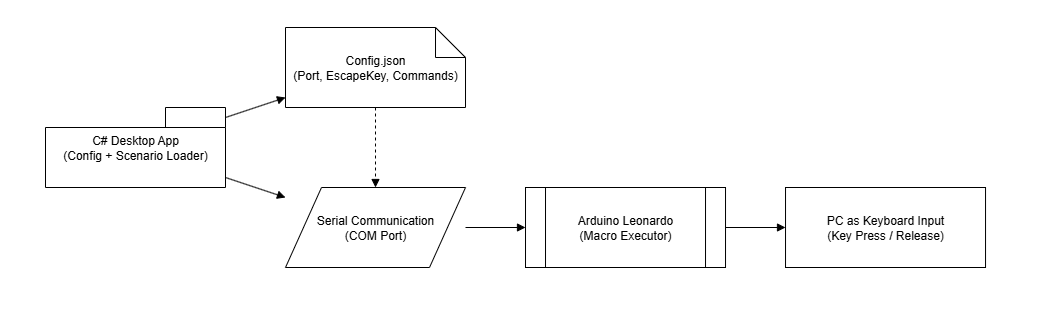 Config.json
(Port, EscapeKey, Commands)
C# Desktop App
(Config + Scenario Loader)
Serial Communication
(COM Port)
Arduino Leonardo
(Macro Executor)
PC as Keyboard Input
(Key Press / Release)